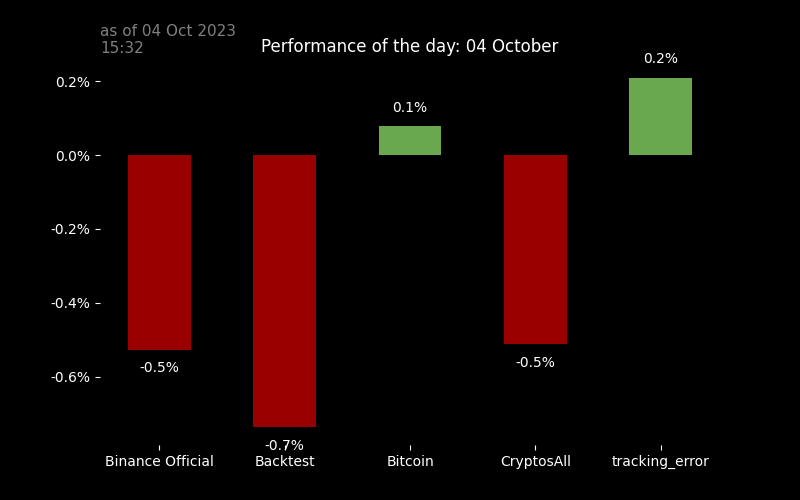 as of 04 Oct 2023
15:32
Performance of the day: 04 October
0.2%
0.2%
0.1%
0.0%
-0.2%
-0.4%
-0.5%
-0.5%
-0.6%
-0.7%
Binance Official
Backtest
Bitcoin
CryptosAll
tracking_error